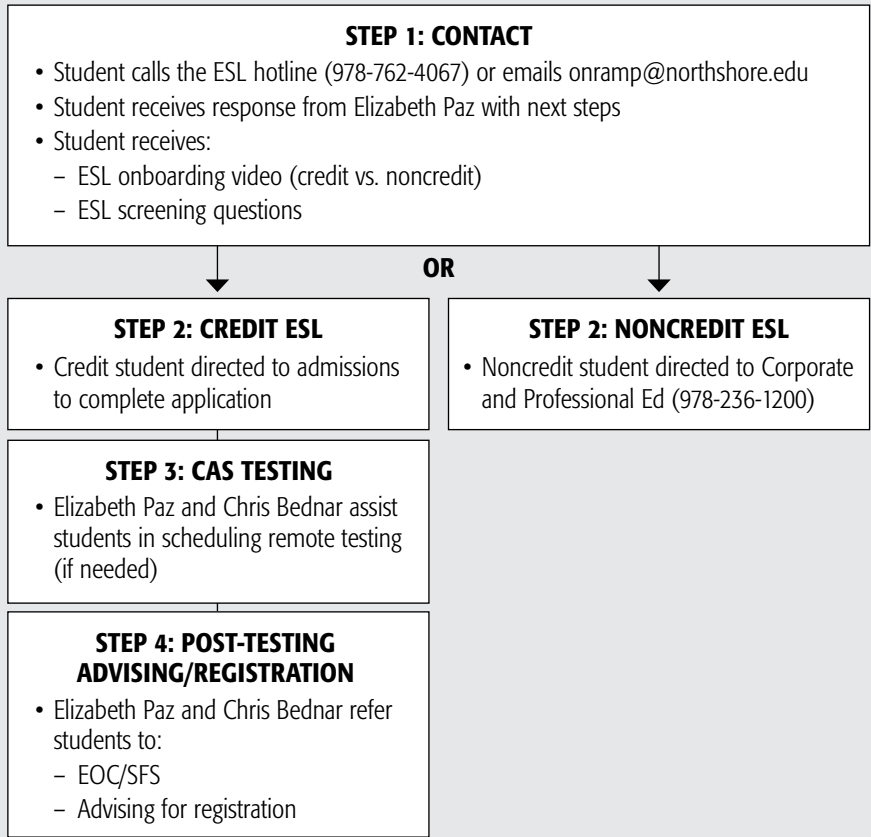 STEP 1: CONTACT
• Student calls the ESL hotline (978-762-4067) or emails onramp@northshore.edu
• Student receives response from Elizabeth Paz with next steps
• Student receives:
– ESL onboarding video (credit vs. noncredit)
– ESL screening questions
OR
STEP 2: CREDIT ESL
• Credit student directed to admissions
to complete application
STEP 2: NONCREDIT ESL
• Noncredit student directed to Corporate
and Professional Ed (978-236-1200)
STEP 3: CAS TESTING
• Elizabeth Paz and Chris Bednar assist
students in scheduling remote testing
(if needed)
STEP 4: POST-TESTING
ADVISING/REGISTRATION
• Elizabeth Paz and Chris Bednar refer
students to:
– EOC/SFS
– Advising for registration